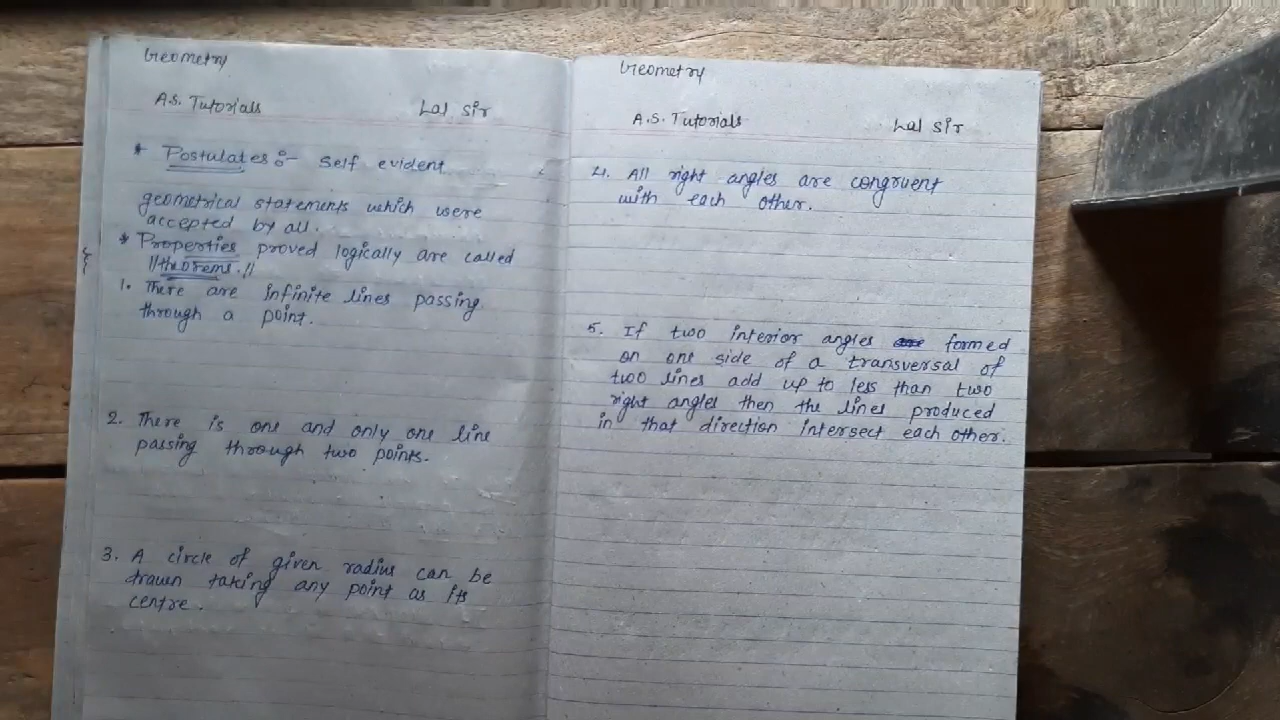 Geometry
A.S. Tutorials Lal Sir
* Postulates :- Self evident
geometrical statements which were
accepted by all.
* Properties proved logically are called
//theorems.//
1. There are infinite lines passing
through a point.
2. There is one and only one line
passing through two points.
3. A circle of given radius can be
drawn taking any point as its
centre.
Geometry
A.S. Tutorials Lal Sir
4. All right angles are congruent
with each other.
5. If two interior angles formed
on one side of a transversal of
two lines add up to less than two
right angles then the lines produced
in that direction intersect each other.